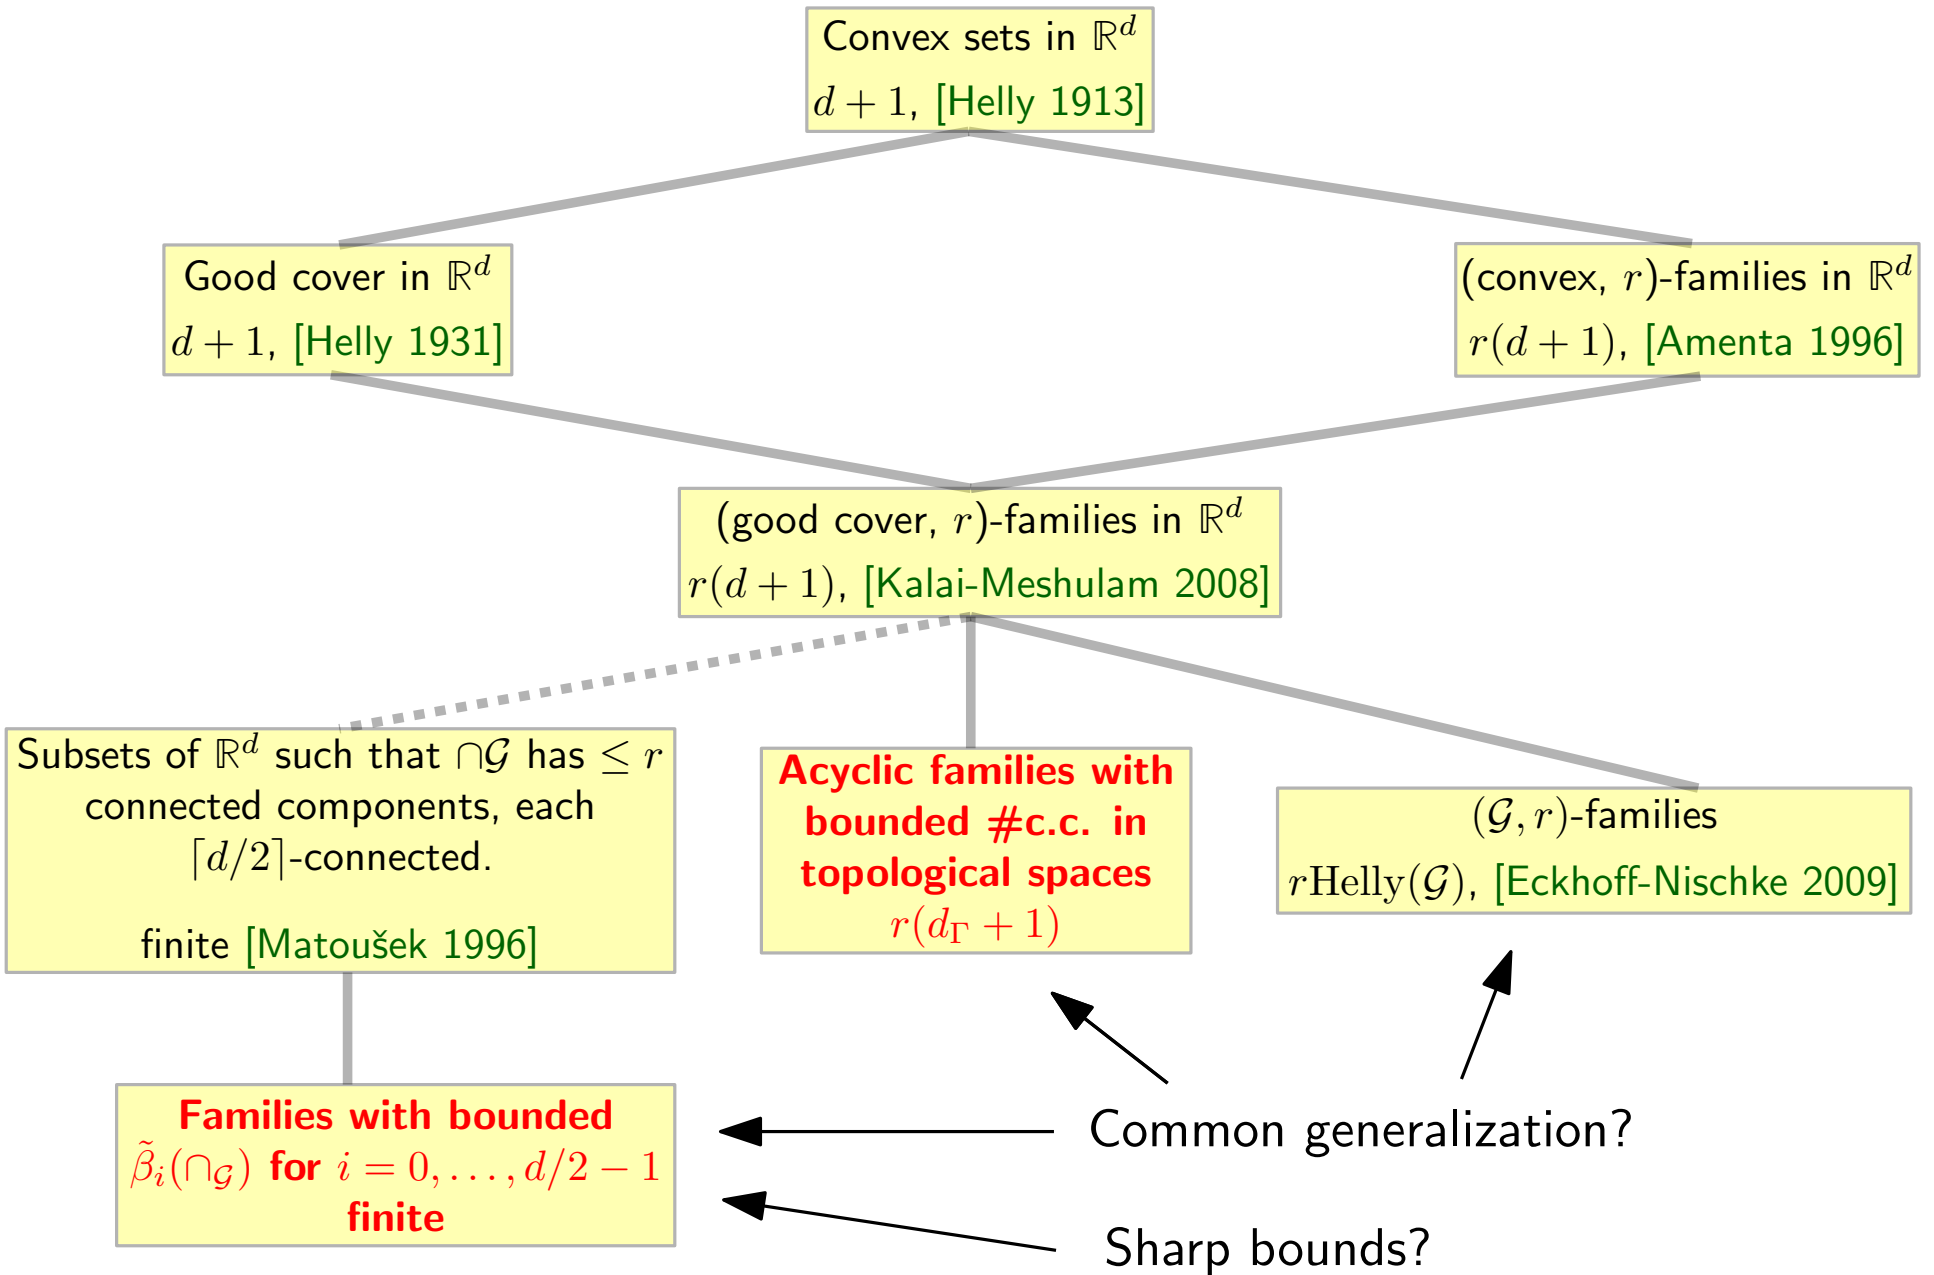 Convex sets in ℝ^d
d + 1, [Helly 1913]
Good cover in ℝ^d
d + 1, [Helly 1931]
(convex, r)-families in ℝ^d
r(d + 1), [Amenta 1996]
(good cover, r)-families in ℝ^d
r(d + 1), [Kalai-Meshulam 2008]
Subsets of ℝ^d such that ∩𝒢 has ≤ r
connected components, each
⌈d/2⌉-connected.
finite [Matoušek 1996]
Acyclic families with
bounded #c.c. in
topological spaces
r(d_Γ + 1)
(𝒢, r)-families
rHelly(𝒢), [Eckhoff-Nischke 2009]
Families with bounded
β̃_i(∩_𝒢) for i = 0, . . . , d/2 − 1
finite
Common generalization?
Sharp bounds?